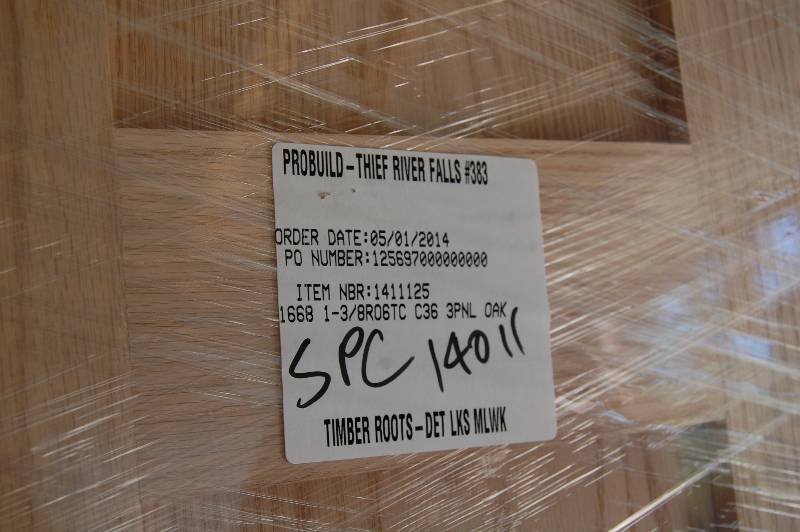 PROBUILD-THIEF RIVER FALLS #383
ORDER DATE:05/01/2014
PO NUMBER:125697000000000
ITEM NBR:1411125
1668 1-3/8RO6TC C36 3PNL OAK
SPC 14011
TIMBER ROOTS-DET LKS MLWK